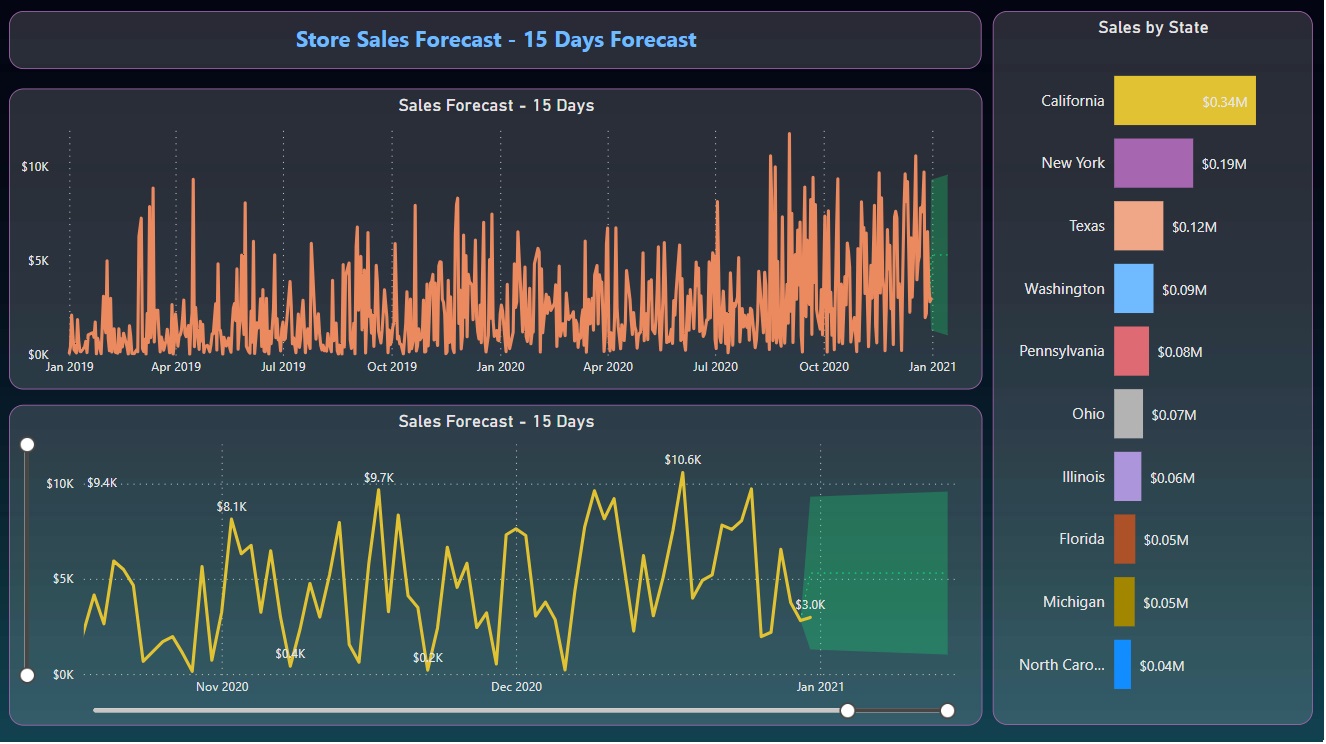 Store Sales Forecast - 15 Days Forecast
Sales Forecast - 15 Days
$10K
$5K
$0K
Jan 2019 Apr 2019 Jul 2019 Oct 2019 Jan 2020 Apr 2020 Jul 2020 Oct 2020 Jan 2021
Sales Forecast - 15 Days
$10.6K
$9.7K
$10K $9.4K
$8.1K
$5K
$3.0K
$0.4K
$0.2K
$0K
Nov 2020 Dec 2020 Jan 2021
Sales by State
California $0.34M
New York $0.19M
Texas $0.12M
Washington $0.09M
Pennsylvania $0.08M
Ohio $0.07M
Illinois $0.06M
Florida $0.05M
Michigan $0.05M
North Caro... $0.04M